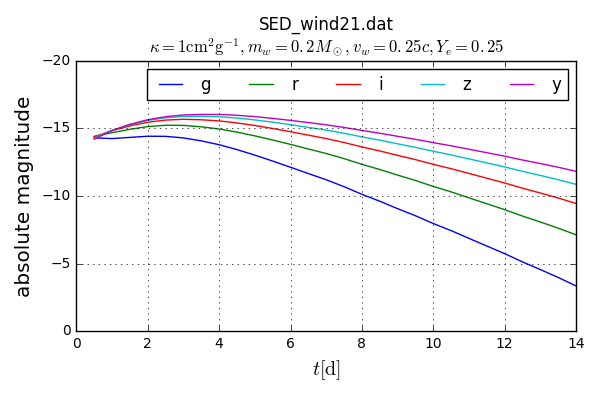 SED_wind21.dat
κ = 1cm²g⁻¹, m_w = 0.2M_⊙, v_w = 0.25c, Y_e = 0.25
g r i z y
−20
−15
−10
−5
0
absolute magnitude
0 2 4 6 8 10 12 14
t[d]